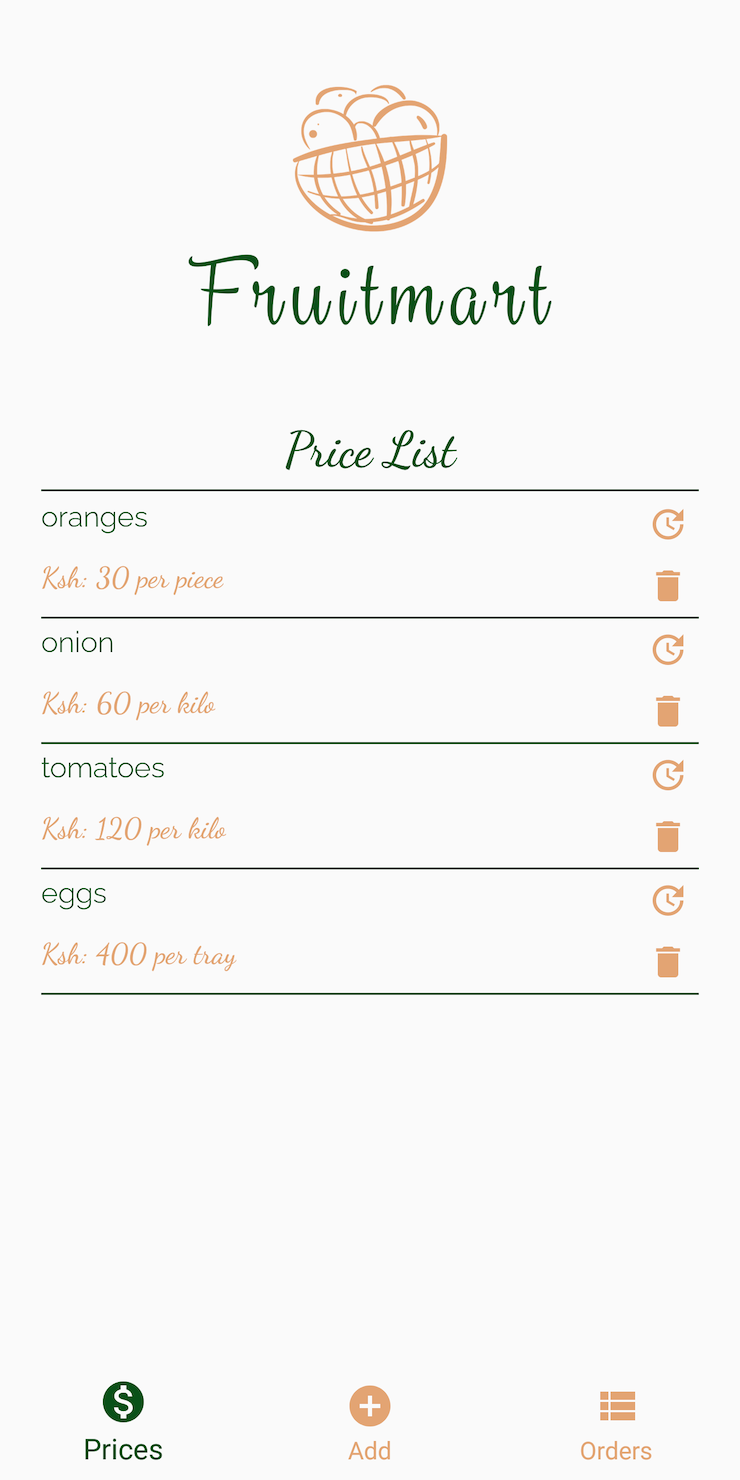 Fruitmart
Price List
oranges
Ksh: 30 per piece
onion
Ksh: 60 per kilo
tomatoes
Ksh: 120 per kilo
eggs
Ksh: 400 per tray
Prices
Add
Orders